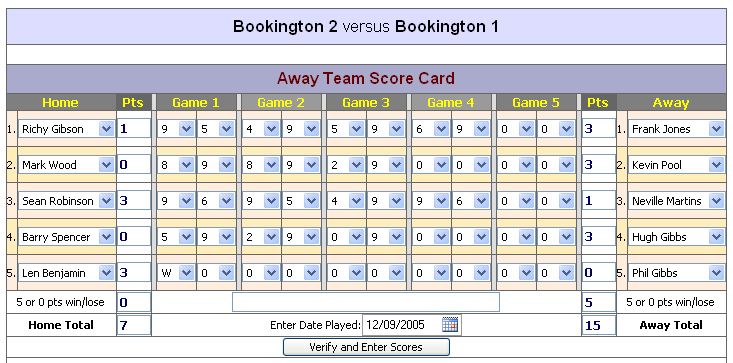 Bookington 2 versus Bookington 1
Away Team Score Card
Home Pts Game 1 Game 2 Game 3 Game 4 Game 5 Pts Away
1. Richy Gibson 1 9 5 4 9 5 9 6 9 0 0 3 1. Frank Jones
2. Mark Wood 0 8 9 8 9 2 9 0 0 0 0 3 2. Kevin Pool
3. Sean Robinson 3 9 6 9 5 4 9 9 6 0 0 1 3. Neville Martins
4. Barry Spencer 0 5 9 2 9 0 9 0 0 0 0 3 4. Hugh Gibbs
5. Len Benjamin 3 W 0 0 0 0 0 0 0 0 0 0 5. Phil Gibbs
5 or 0 pts win/lose 0 5 5 or 0 pts win/lose
Home Total 7 Enter Date Played: 12/09/2005 15 Away Total
Verify and Enter Scores